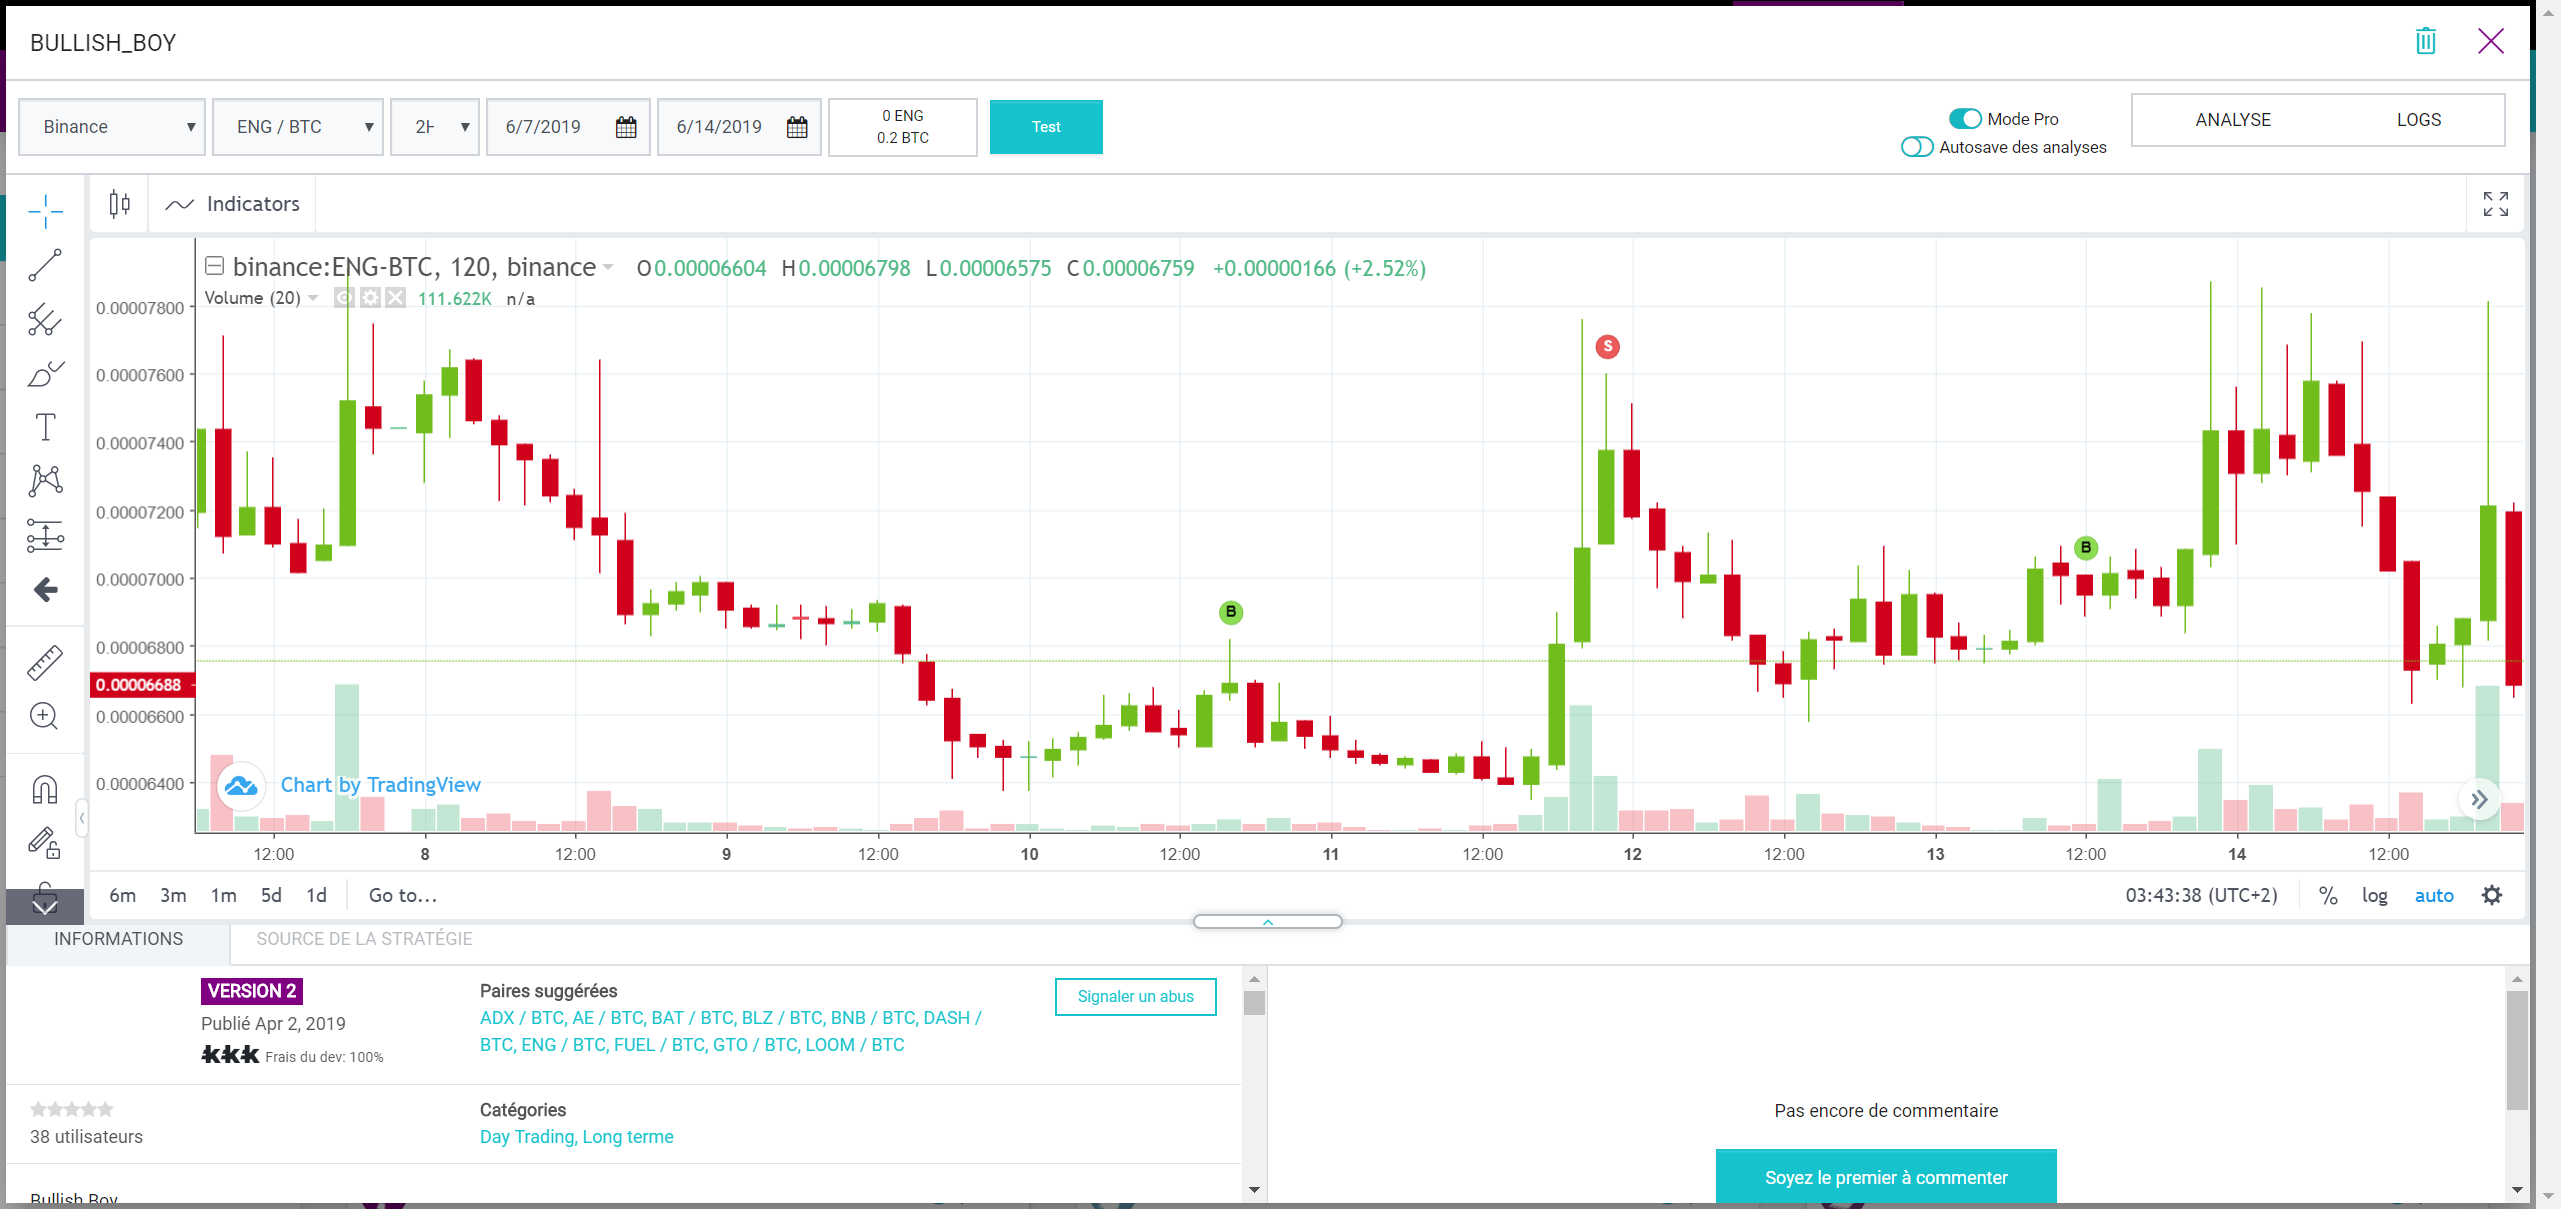 BULLISH_BOY
Binance
ENG / BTC
2H
6/7/2019
6/14/2019
0 ENG
0.2 BTC
Test
Mode Pro
Autosave des analyses
ANALYSE
LOGS
Indicators
binance:ENG-BTC, 120, binance O0.00006604 H0.00006798 L0.00006575 C0.00006759 +0.00000166 (+2.52%)
Volume (20) 111.622K n/a
0.00007800
0.00007600
0.00007400
0.00007200
0.00007000
0.00006800
0.00006688
0.00006600
0.00006400
S
B
B
Chart by TradingView
12:00 8 12:00 9 12:00 10 12:00 11 12:00 12 12:00 13 12:00 14 12:00
6m 3m 1m 5d 1d Go to...
03:43:38 (UTC+2) % log auto
INFORMATIONS
SOURCE DE LA STRATÉGIE
VERSION 2
Publié Apr 2, 2019
Frais du dev: 100%
Paires suggérées
ADX / BTC, AE / BTC, BAT / BTC, BLZ / BTC, BNB / BTC, DASH /
BTC, ENG / BTC, FUEL / BTC, GTO / BTC, LOOM / BTC
Signaler un abus
38 utilisateurs
Catégories
Day Trading, Long terme
Bullish Boy
Pas encore de commentaire
Soyez le premier à commenter